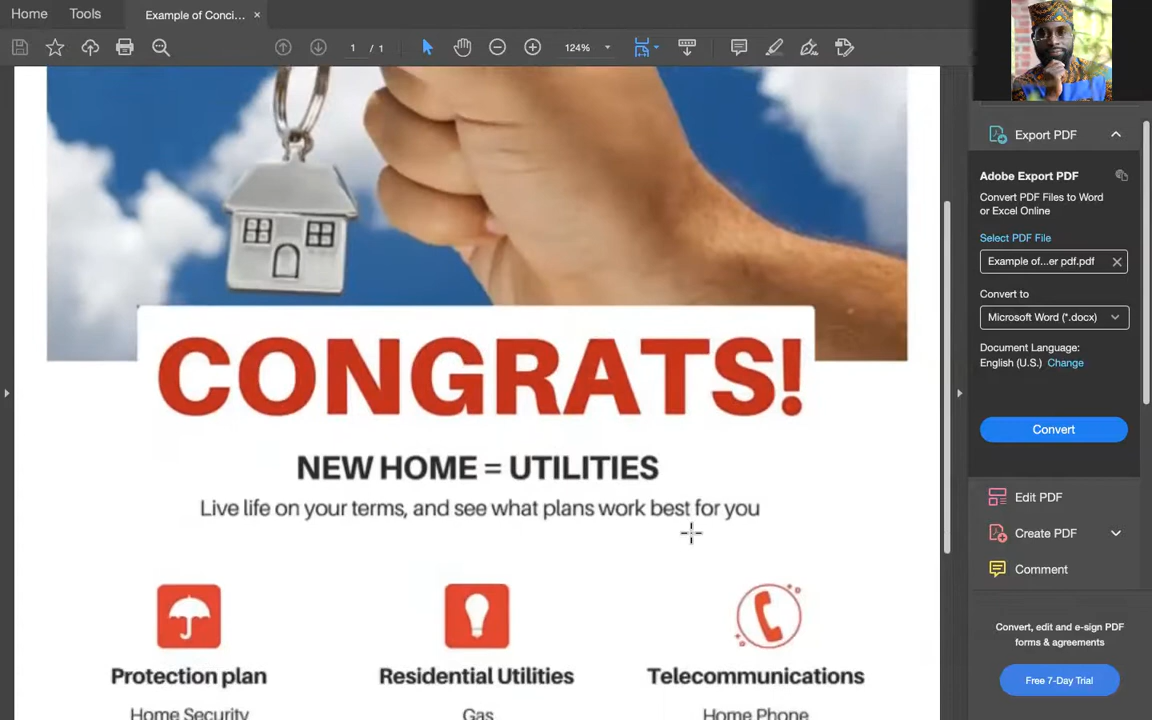 Home
Tools
Example of Conci...
1 / 1
124%
Export PDF
Adobe Export PDF
Convert PDF Files to Word
or Excel Online
Select PDF File
Example of...er pdf.pdf
Convert to
Microsoft Word (*.docx)
Document Language:
English (U.S.) Change
Convert
Edit PDF
Create PDF
Comment
Convert, edit and e-sign PDF
forms & agreements
Free 7-Day Trial
CONGRATS!
NEW HOME = UTILITIES
Live life on your terms, and see what plans work best for you
Protection plan
Residential Utilities
Telecommunications
Home Security
Gas
Home Phone